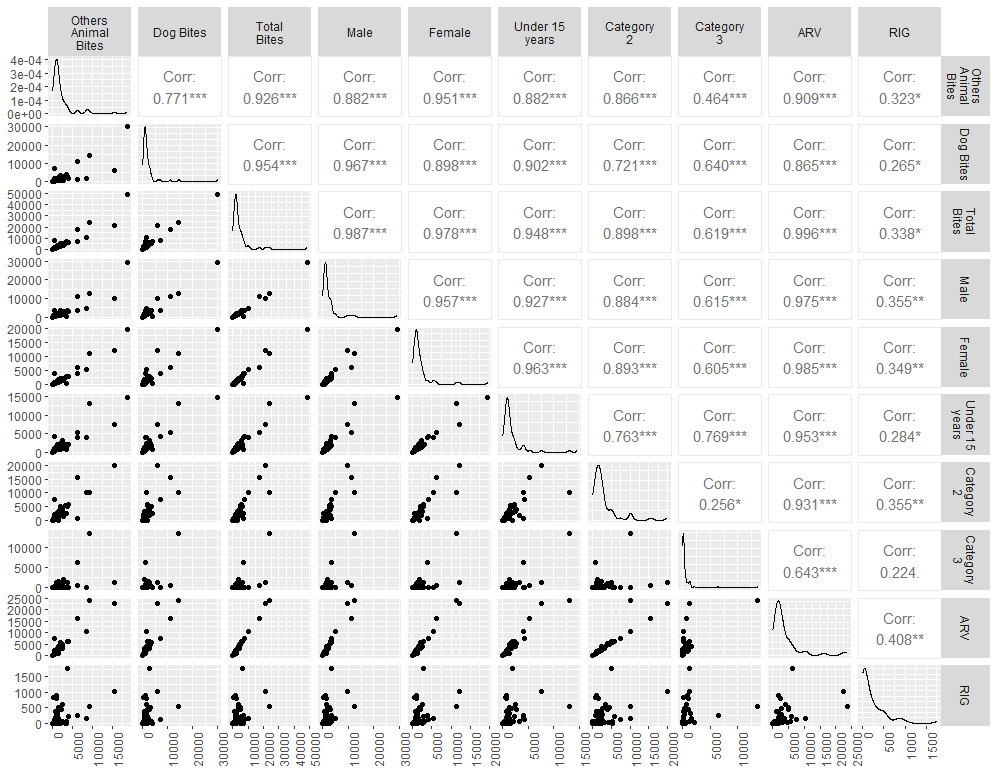 Others
Animal
Bites
Dog Bites
Total
Bites
Male
Female
Under 15
years
Category
2
Category
3
ARV
RIG
4e-04
3e-04
2e-04
1e-04
0e+00
Corr:
0.771***
Corr:
0.926***
Corr:
0.882***
Corr:
0.951***
Corr:
0.882***
Corr:
0.866***
Corr:
0.464***
Corr:
0.909***
Corr:
0.323*
Others
Animal
Bites
30000
20000
10000
0
Corr:
0.954***
Corr:
0.967***
Corr:
0.898***
Corr:
0.902***
Corr:
0.721***
Corr:
0.640***
Corr:
0.865***
Corr:
0.265*
Dog Bites
50000
40000
30000
20000
10000
0
Corr:
0.987***
Corr:
0.978***
Corr:
0.948***
Corr:
0.898***
Corr:
0.619***
Corr:
0.996***
Corr:
0.338*
Total
Bites
30000
20000
10000
0
Corr:
0.957***
Corr:
0.927***
Corr:
0.884***
Corr:
0.615***
Corr:
0.975***
Corr:
0.355**
Male
20000
15000
10000
5000
0
Corr:
0.963***
Corr:
0.893***
Corr:
0.605***
Corr:
0.985***
Corr:
0.349**
Female
15000
10000
5000
0
Corr:
0.763***
Corr:
0.769***
Corr:
0.953***
Corr:
0.284*
Under 15
years
20000
15000
10000
5000
0
Corr:
0.256*
Corr:
0.931***
Corr:
0.355**
Category
2
10000
5000
0
Corr:
0.643***
Corr:
0.224.
Category
3
25000
20000
15000
10000
5000
0
Corr:
0.408**
ARV
1500
1000
500
0
RIG
0
5000
10000
15000
0
10000
20000
30000
0
10000
20000
30000
40000
50000
0
10000
20000
30000
0
5000
10000
15000
20000
0
5000
10000
15000
0
5000
10000
15000
20000
0
5000
10000
0
5000
10000
15000
20000
25000
0
500
1000
1500